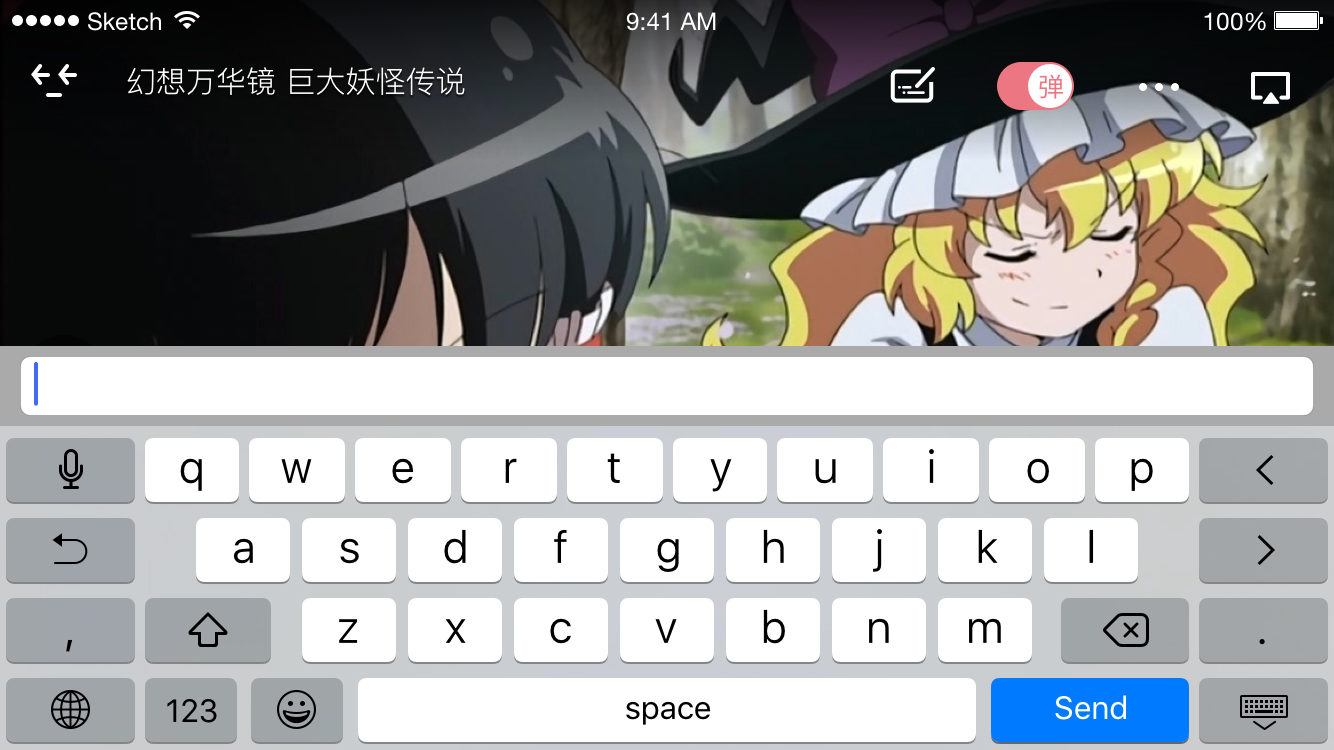 Sketch 9:41 AM 100%
幻想万华镜 巨大妖怪传说 弹
q w e r t y u i o p <
a s d f g h j k l >
, z x c v b n m .
123 space Send